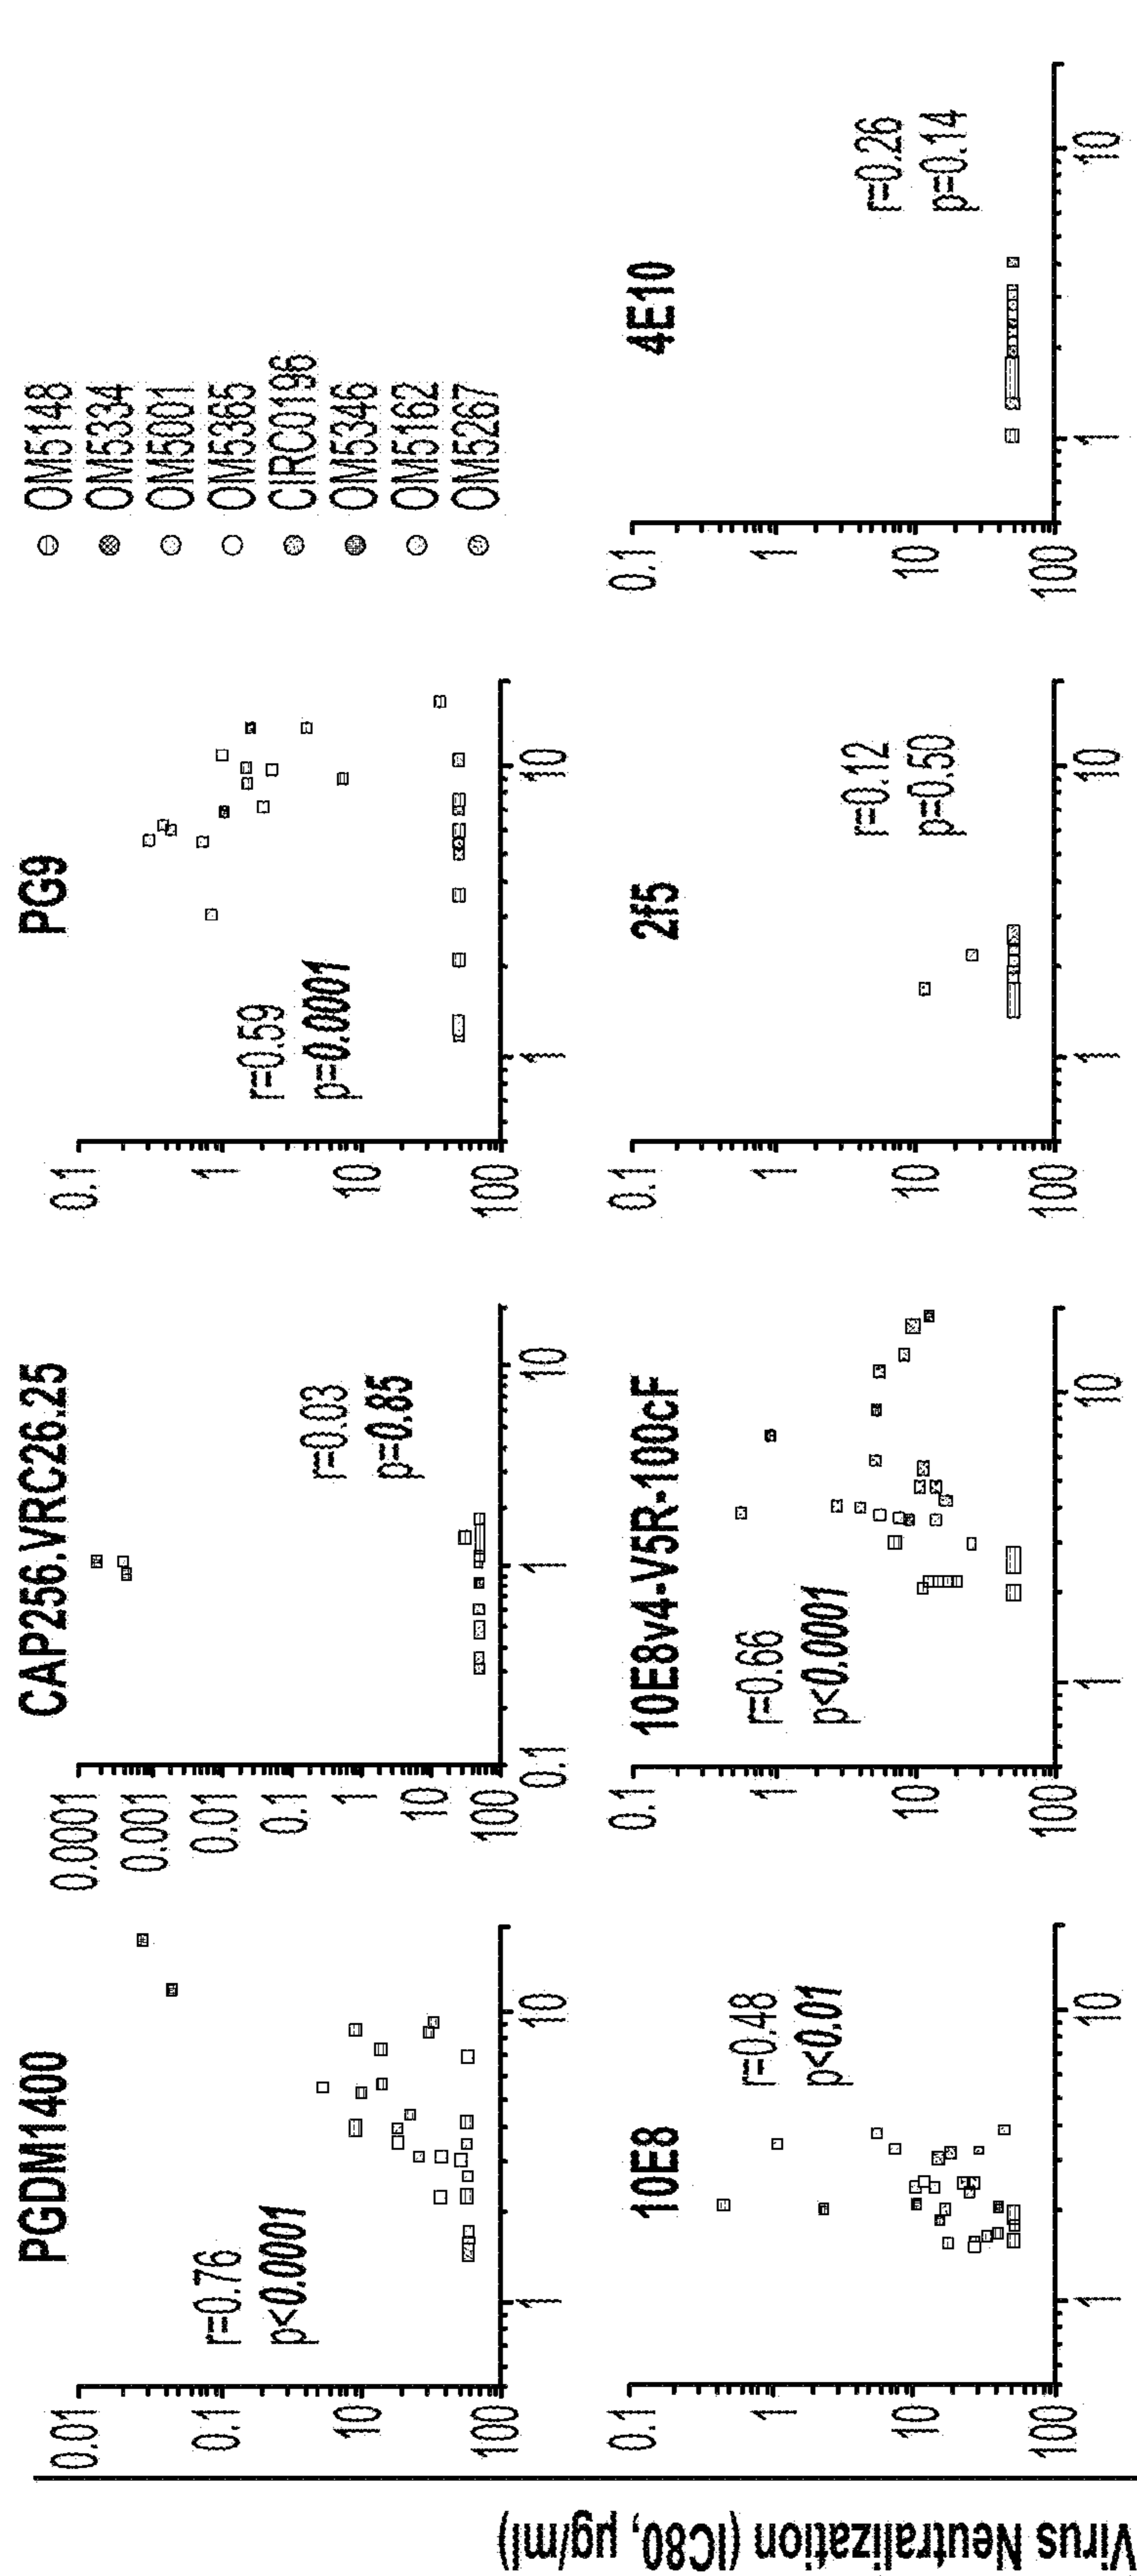 Virus Neutralization (IC80, µg/ml)
PGDM1400
r=0.76
p<0.0001
0.01
0.1
10
100
1
10
CAP256.VRC26.25
r=0.03
p=0.85
0.0001
0.001
0.01
0.1
1
10
100
0.1
1
10
PG9
r=0.59
p=0.0001
0.1
1
10
100
1
10
OM5148
OM5334
OM5001
OM5365
CIRC0196
OM5346
OM5162
OM5267
10E8
r=0.48
p<0.01
0.1
1
10
100
1
10
10E8v4-V5R-100cF
r=0.66
p<0.0001
0.1
1
10
100
1
10
2f5
r=0.12
p=0.50
0.1
1
10
100
1
10
4E10
r=0.26
p=0.14
0.1
1
10
100
1
10